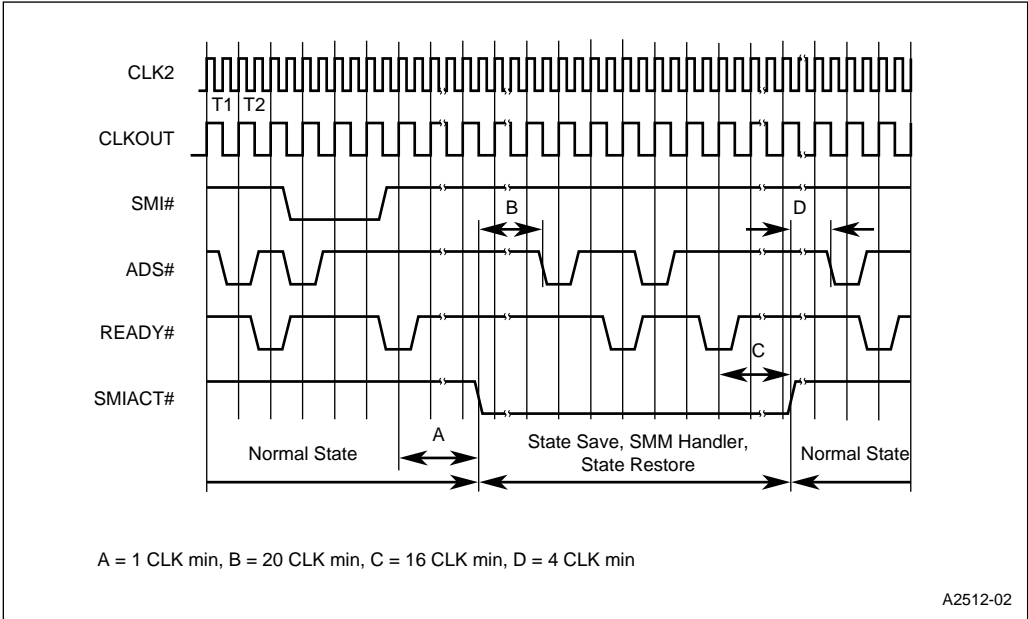 CLK2
T1 T2
CLKOUT
SMI#
B
D
ADS#
READY#
C
SMIACT#
A
Normal State
State Save, SMM Handler,
State Restore
Normal State
A = 1 CLK min, B = 20 CLK min, C = 16 CLK min, D = 4 CLK min
A2512-02